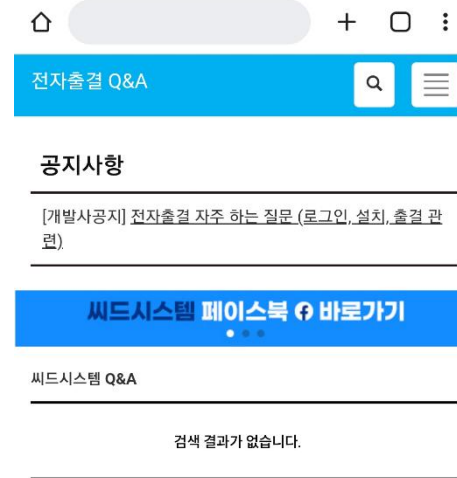 전자출결 Q&A
공지사항
[개발사공지] 전자출결 자주 하는 질문 (로그인, 설치, 출결 관
련)
씨드시스템 페이스북 바로가기
씨드시스템 Q&A
검색 결과가 없습니다.